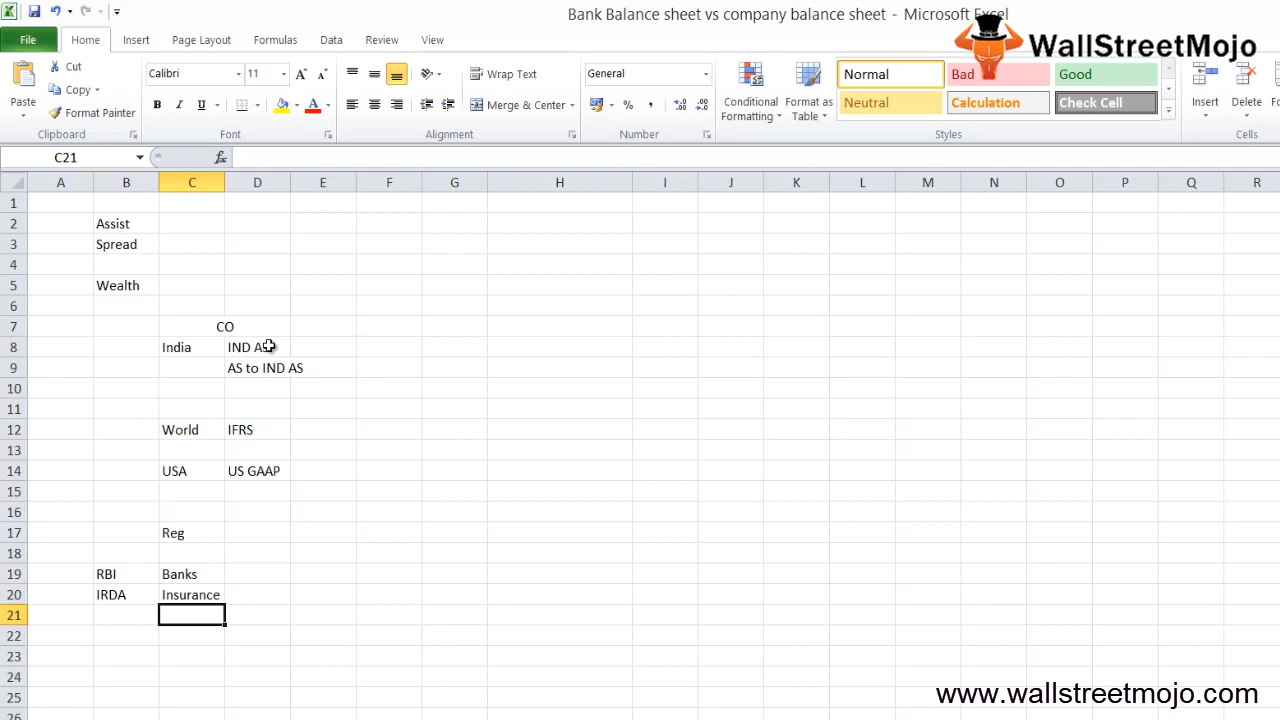 Bank Balance sheet vs company balance sheet - Microsoft Excel
WallStreetMojo
File Home Insert Page Layout Formulas Data Review View
Cut
Copy
Format Painter
Paste
Clipboard
Calibri 11
B I U
Font
Wrap Text
Merge & Center
Alignment
General
Number
Conditional Formatting
Format as Table
Normal Bad Good
Neutral Calculation Check Cell
Styles
Insert Delete
Cells
C21 fx
A B C D E F G H I J K L M N O P Q R
1
2 Assist
3 Spread
4
5 Wealth
6
7 CO
8 India IND AS
9 AS to IND AS
10
11
12 World IFRS
13
14 USA US GAAP
15
16
17 Reg
18
19 RBI Banks
20 IRDA Insurance
21
22
23
24
25
26
www.wallstreetmojo.com